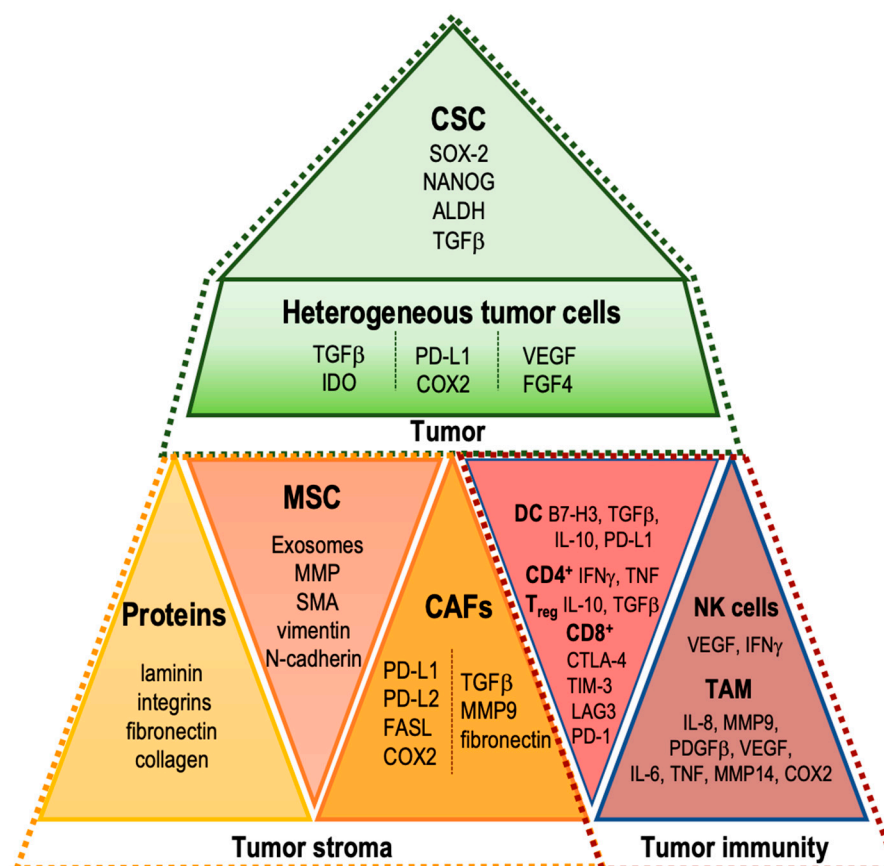 CSC
SOX-2
NANOG
ALDH
TGFβ
Heterogeneous tumor cells
TGFβ
IDO
PD-L1
COX2
VEGF
FGF4
Tumor
Proteins
laminin
integrins
fibronectin
collagen
MSC
Exosomes
MMP
SMA
vimentin
N-cadherin
CAFs
PD-L1
PD-L2
FASL
COX2
TGFβ
MMP9
fibronectin
DC B7-H3, TGFβ,
IL-10, PD-L1
CD4⁺ IFNγ, TNF
Treg IL-10, TGFβ
CD8⁺
CTLA-4
TIM-3
LAG3
PD-1
NK cells
VEGF, IFNγ
TAM
IL-8, MMP9,
PDGFβ, VEGF,
IL-6, TNF, MMP14, COX2
Tumor stroma
Tumor immunity